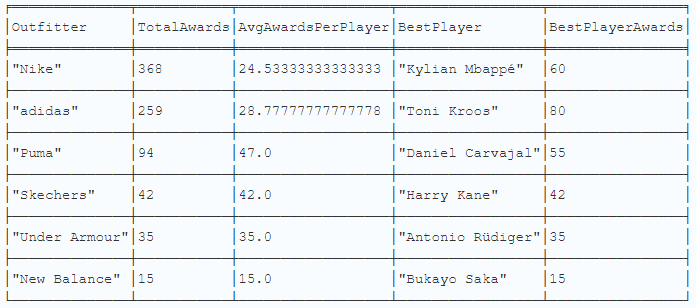 Outfitter TotalAwards AvgAwardsPerPlayer BestPlayer BestPlayerAwards
"Nike" 368 24.53333333333333 "Kylian Mbappé" 60
"adidas" 259 28.77777777777778 "Toni Kroos" 80
"Puma" 94 47.0 "Daniel Carvajal" 55
"Skechers" 42 42.0 "Harry Kane" 42
"Under Armour" 35 35.0 "Antonio Rüdiger" 35
"New Balance" 15 15.0 "Bukayo Saka" 15